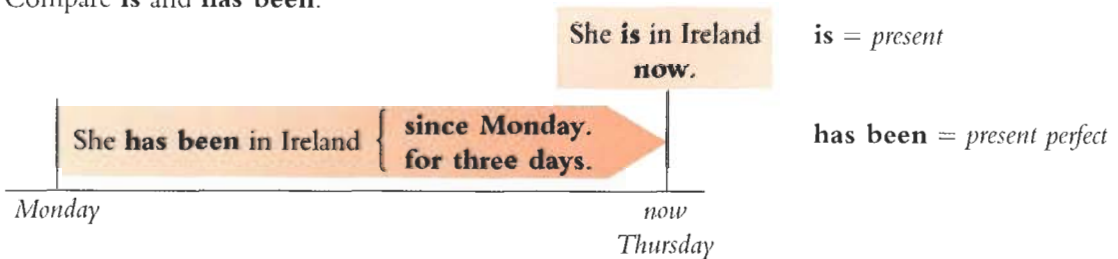 Compare is and has been:
She is in Ireland
now.
is = present
She has been in Ireland { since Monday.
for three days.
has been = present perfect
Monday
now
Thursday